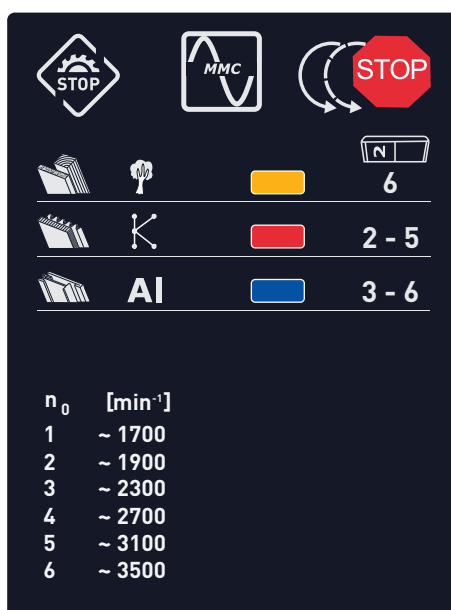 STOP
MMC
STOP
2
6
K 2 - 5
Al 3 - 6
n₀ [min⁻¹]
1 ~ 1700
2 ~ 1900
3 ~ 2300
4 ~ 2700
5 ~ 3100
6 ~ 3500